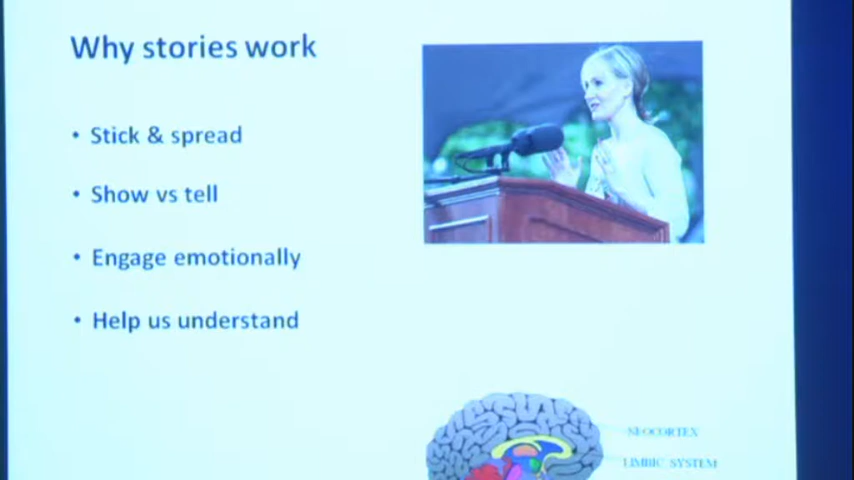 Why stories work
• Stick & spread
• Show vs tell
• Engage emotionally
• Help us understand
NEOCORTEX
LIMBIC SYSTEM